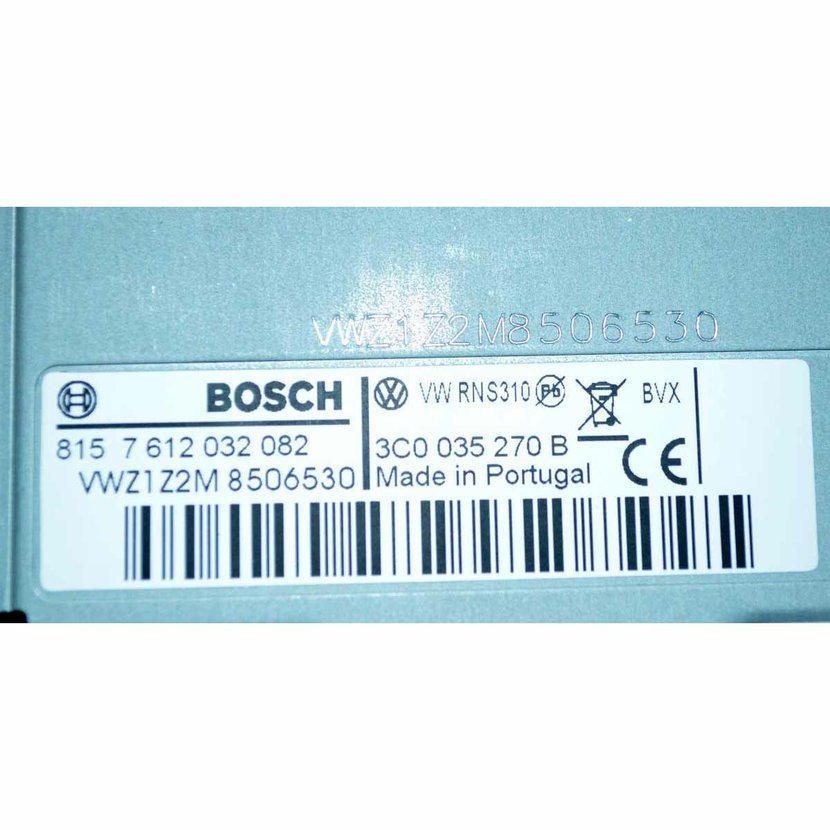 VWZ1Z2M8506530
BOSCH
815 7 612 032 082
VWZ1Z2M 8506530
VW RNS310 Pb BVX
3C0 035 270 B
Made in Portugal CE